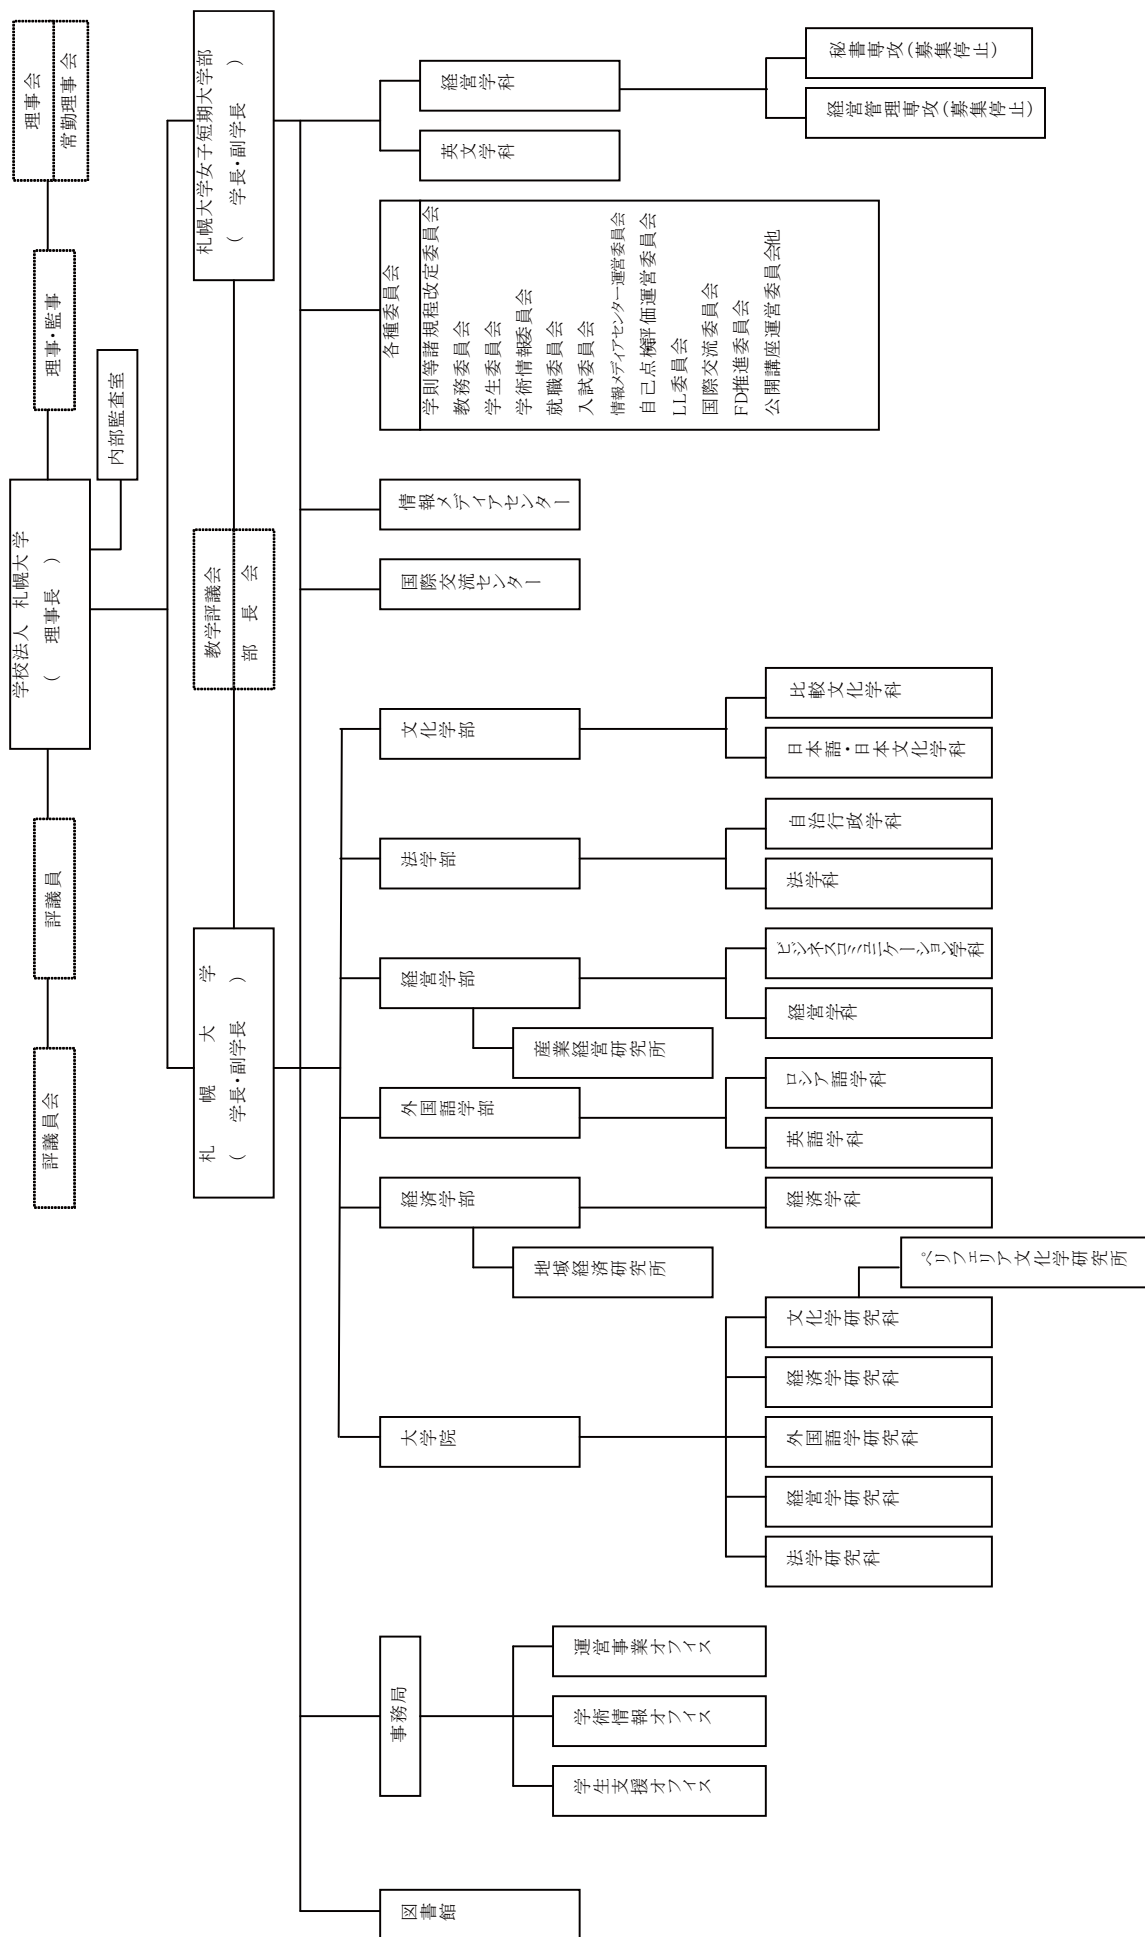 理事会
常勤理事会
理事・監事
内部監査室
学校法人 札幌大学
( 理事長 )
評議員
評議員会
札幌大学女子短期大学部
( 学長・副学長 )
教学評議会
部長会
札幌大学
( 学長・副学長 )
経営学科
英文学科
秘書専攻(募集停止)
経営管理専攻(募集停止)
各種委員会
学則等諸規程改定委員会
教務委員会
学生委員会
学術情報委員会
就職委員会
入試委員会
情報メディアセンター運営委員会
自己点検評価運営委員会
LL委員会
国際交流委員会
FD推進委員会
公開講座運営委員会他
情報メディアセンター
国際交流センター
文化学部
比較文化学科
日本語・日本文化学科
法学部
自治行政学科
法学科
経営学部
産業経営研究所
ビジネスコミュニケーション学科
経営学科
外国語学部
ロシア語学科
英語学科
経済学部
地域経済研究所
経済学科
大学院
ペリフェリア文化学研究所
文化学研究科
経済学研究科
外国語学研究科
経営学研究科
法学研究科
事務局
運営事業オフィス
学術情報オフィス
学生支援オフィス
図書館